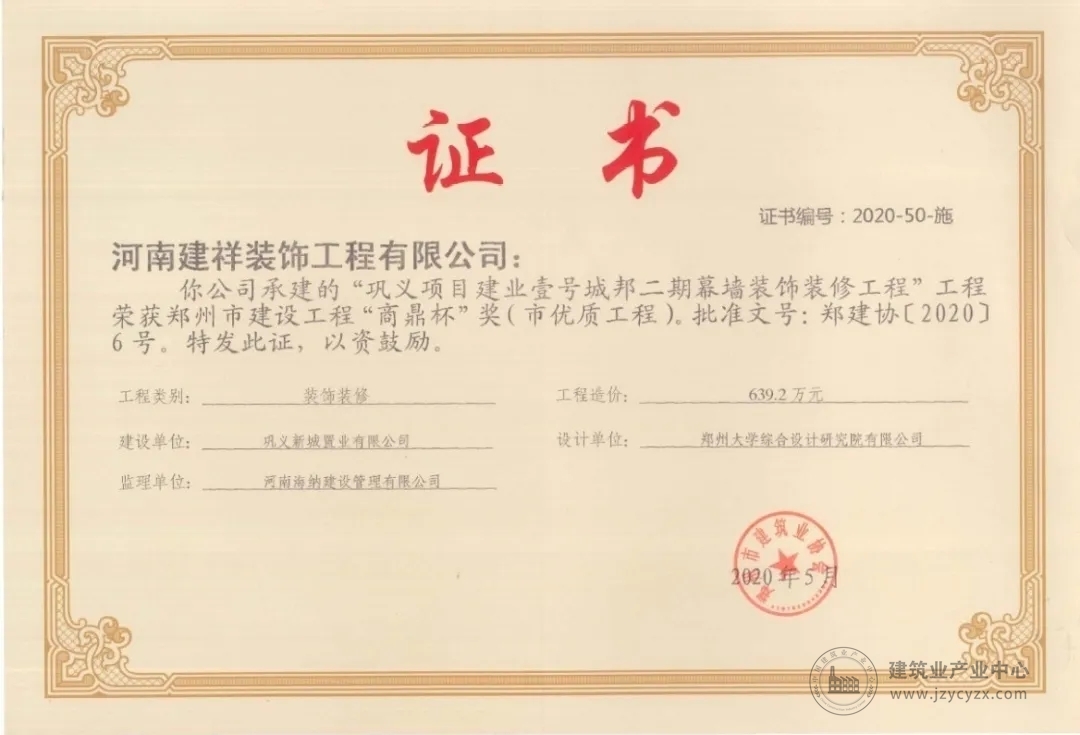 证书
证书编号：2020-50-施
河南建祥装饰工程有限公司：
你公司承建的“巩义项目建业壹号城邦二期幕墙装饰装修工程”工程
荣获郑州市建设工程“商鼎杯”奖(市优质工程)。批准文号：郑建协〔2020〕
6号。特发此证，以资鼓励。
工程类别：装饰装修 工程造价：639.2万元
建设单位：巩义新城置业有限公司 设计单位：郑州大学综合设计研究院有限公司
监理单位：河南海纳建设管理有限公司
郑州市建筑业协会
2020年5月
建筑业产业中心
www.jzycyzx.com